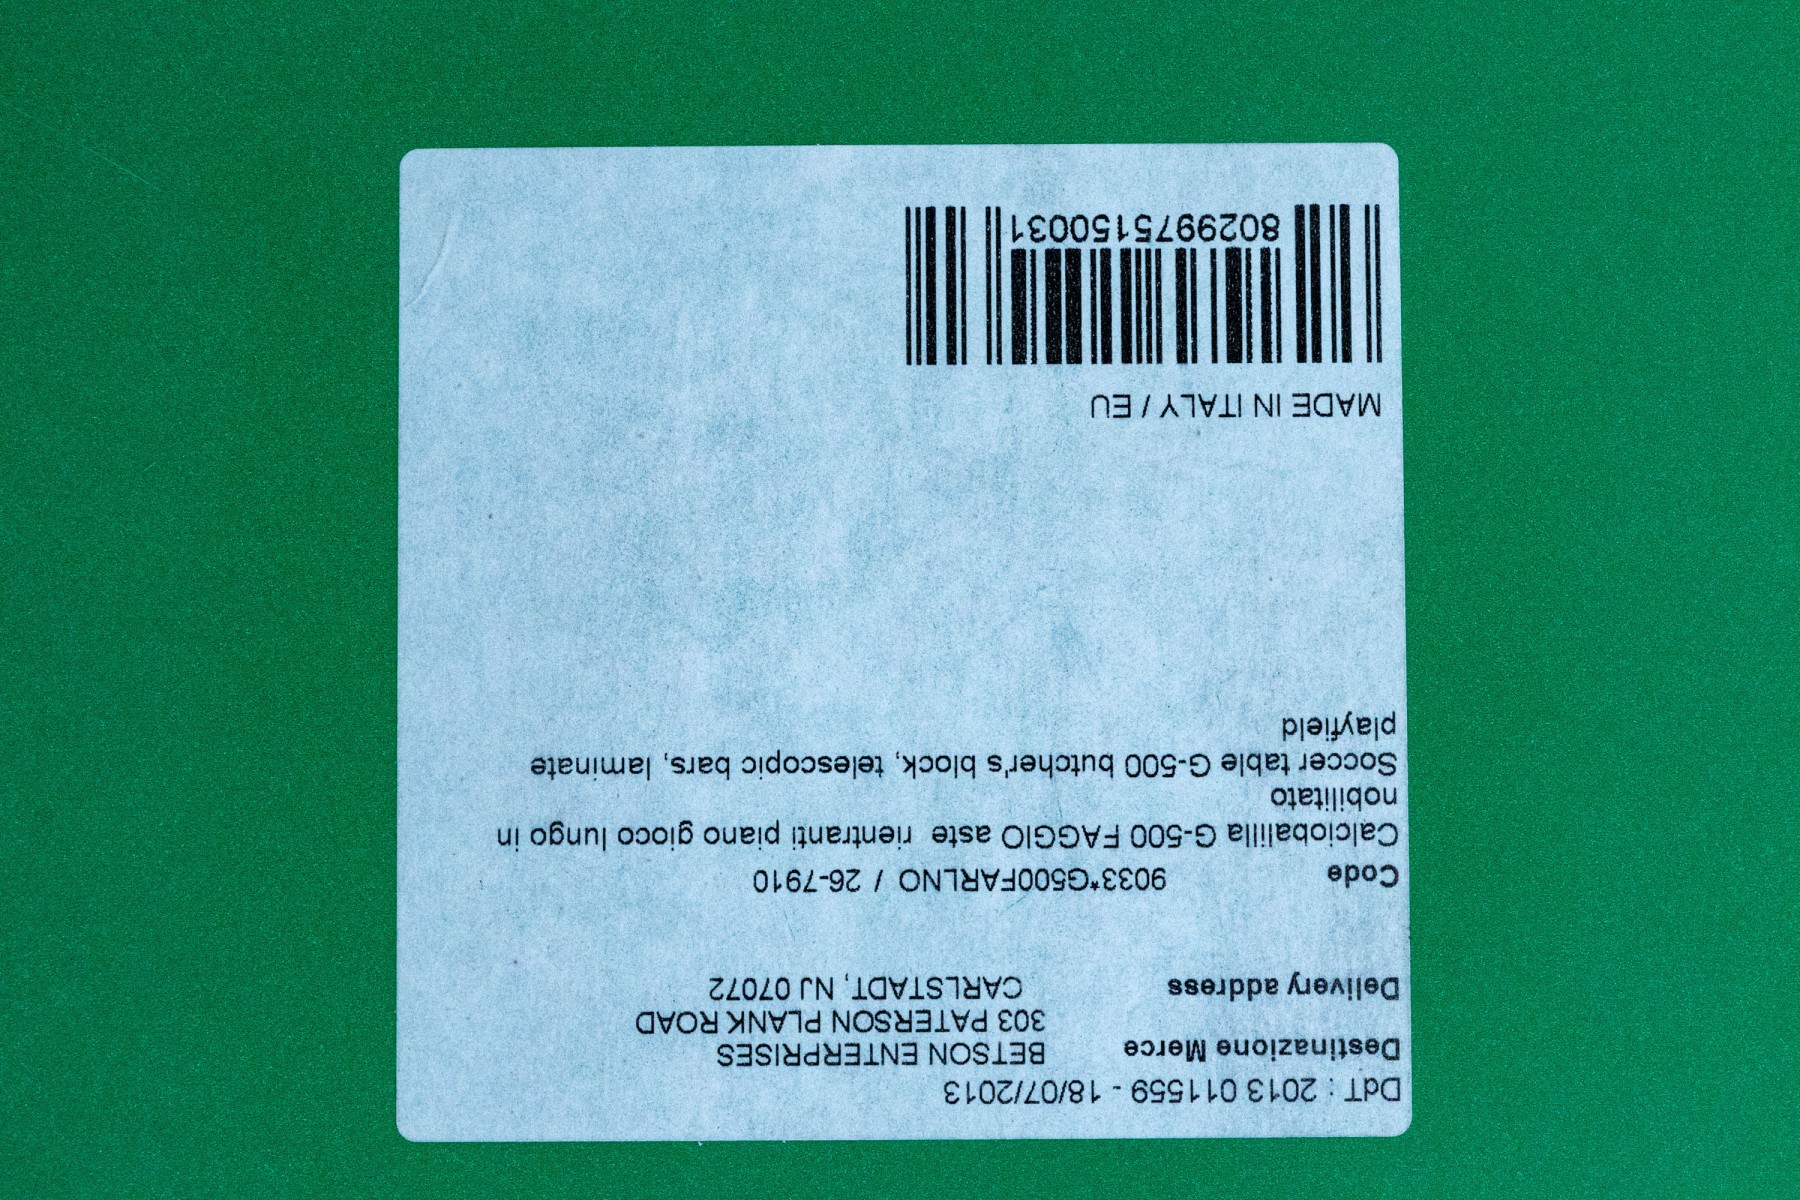 DdT : 2013 011559 - 18/07/2013
Destinazione Merce BETSON ENTERPRISES
303 PATERSON PLANK ROAD
Delivery address CARLSTADT, NJ 07072
Code 9033*G500FARLNO / 26-7910
Calciobalilla G-500 FAGGIO aste rientranti piano gioco lungo in
nobilitato
Soccer table G-500 butcher's block, telescopic bars, laminate
playfield
MADE IN ITALY / EU
8029975150031